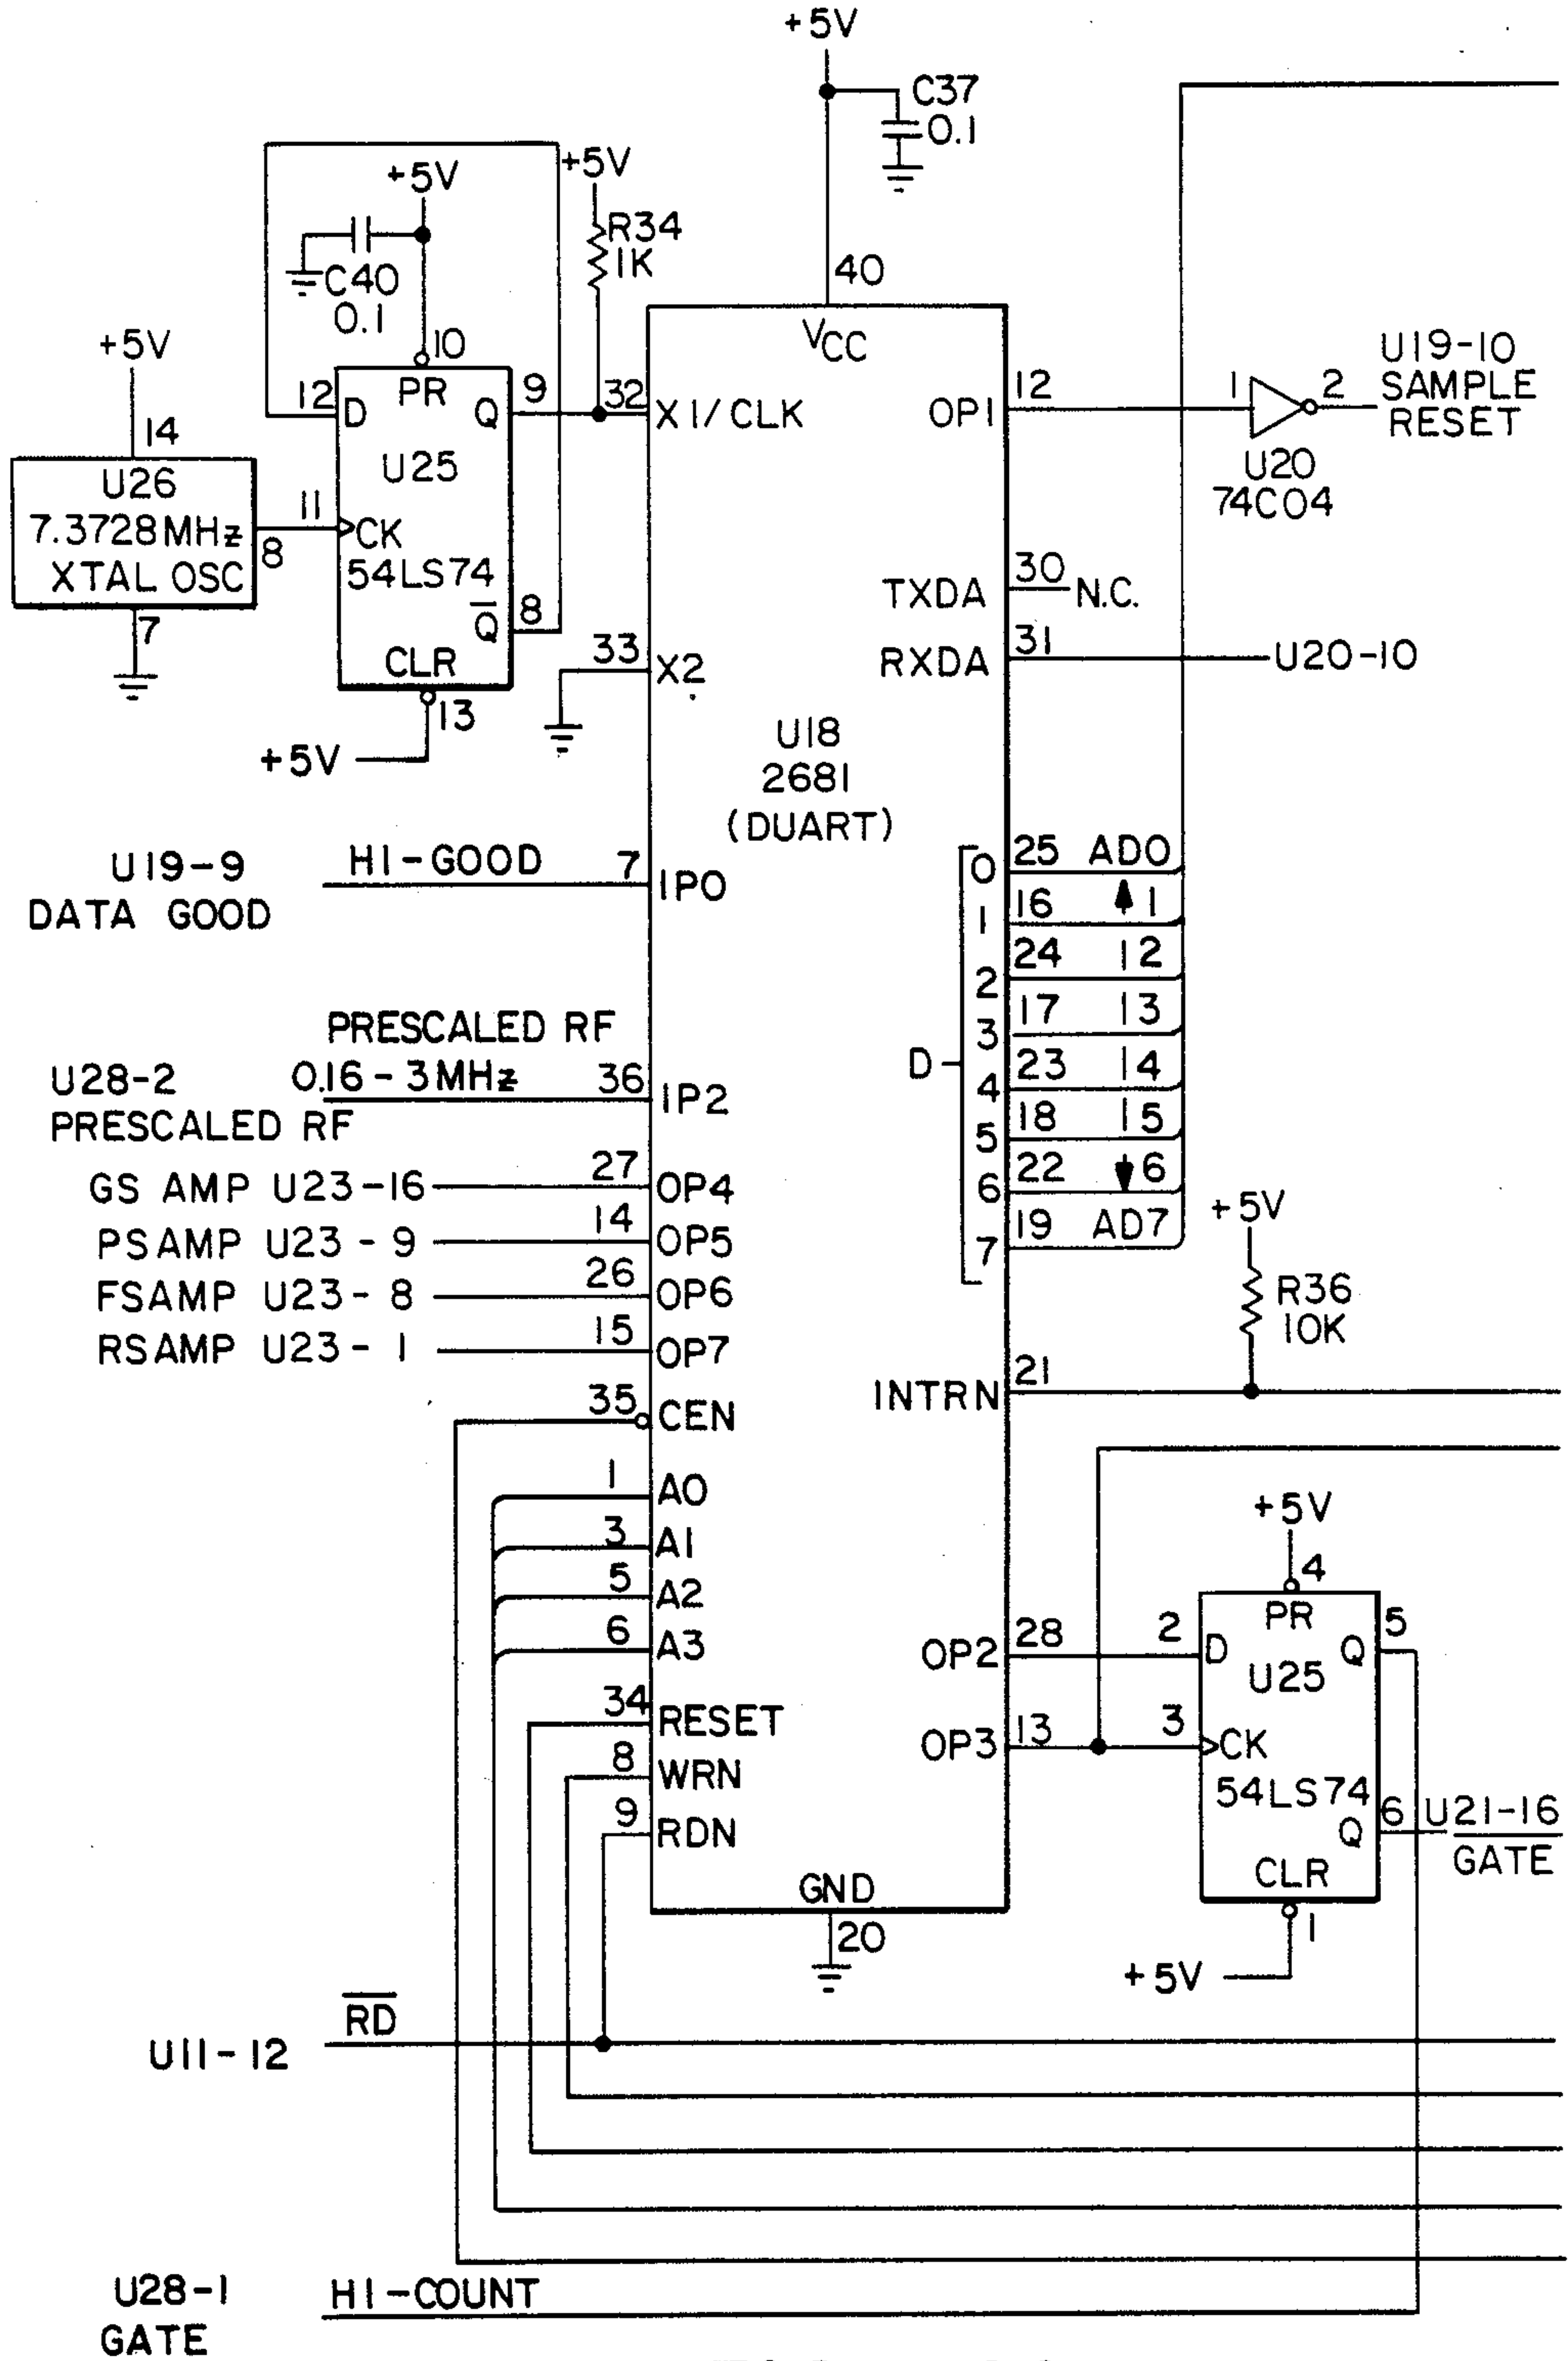 +5V
C37
0.1
+5V
+5V
R34
1K
C40
0.1
40
VCC
+5V
10
12 D PR Q 9
32 X1/CLK
OP1 12
1 2
U19-10
SAMPLE
RESET
14
U26
7.3728MHz
XTAL OSC
8
7
U25
11 CK
54LS74
Q 8
CLR
13
+5V
U20
74C04
TXDA 30 N.C.
RXDA 31 U20-10
33 X2
U18
2681
(DUART)
U19-9
DATA GOOD
HI-GOOD 7 IP0
D
0 25 AD0
1 16 1
2 24 2
3 17 3
4 23 4
5 18 5
6 22 6
7 19 AD7
PRESCALED RF
U28-2 0.16-3MHz 36 IP2
PRESCALED RF
GS AMP U23-16 27 OP4
PSAMP U23-9 14 OP5
FSAMP U23-8 26 OP6
RSAMP U23-1 15 OP7
+5V
R36
10K
INTRN 21
35 CEN
1 A0
3 A1
5 A2
6 A3
34 RESET
8 WRN
9 RDN
GND
20
+5V
4
OP2 28 2 D PR Q 5
U25
OP3 13 3 CK
54LS74
Q 6 U21-16
GATE
CLR
1
+5V
RD
U11-12
U28-1 HI-COUNT
GATE